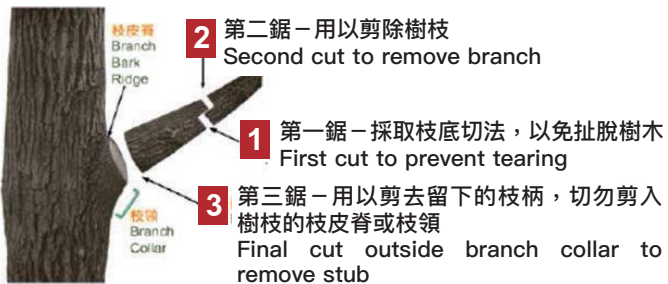 枝皮脊
Branch
Bark
Ridge
2 第二鋸－用以剪除樹枝
Second cut to remove branch
1 第一鋸－採取枝底切法，以免扯脫樹木
First cut to prevent tearing
3 第三鋸－用以剪去留下的枝柄，切勿剪入
樹枝的枝皮脊或枝領
Final cut outside branch collar to
remove stub
枝領
Branch
Collar